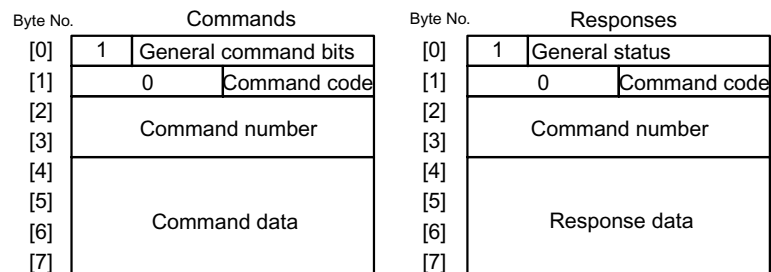 Byte No. Commands Byte No. Responses
[0] 1 General command bits [0] 1 General status
[1] 0 Command code [1] 0 Command code
[2] [2]
Command number Command number
[3] [3]
[4] [4]
[5] [5]
Command data Response data
[6] [6]
[7] [7]